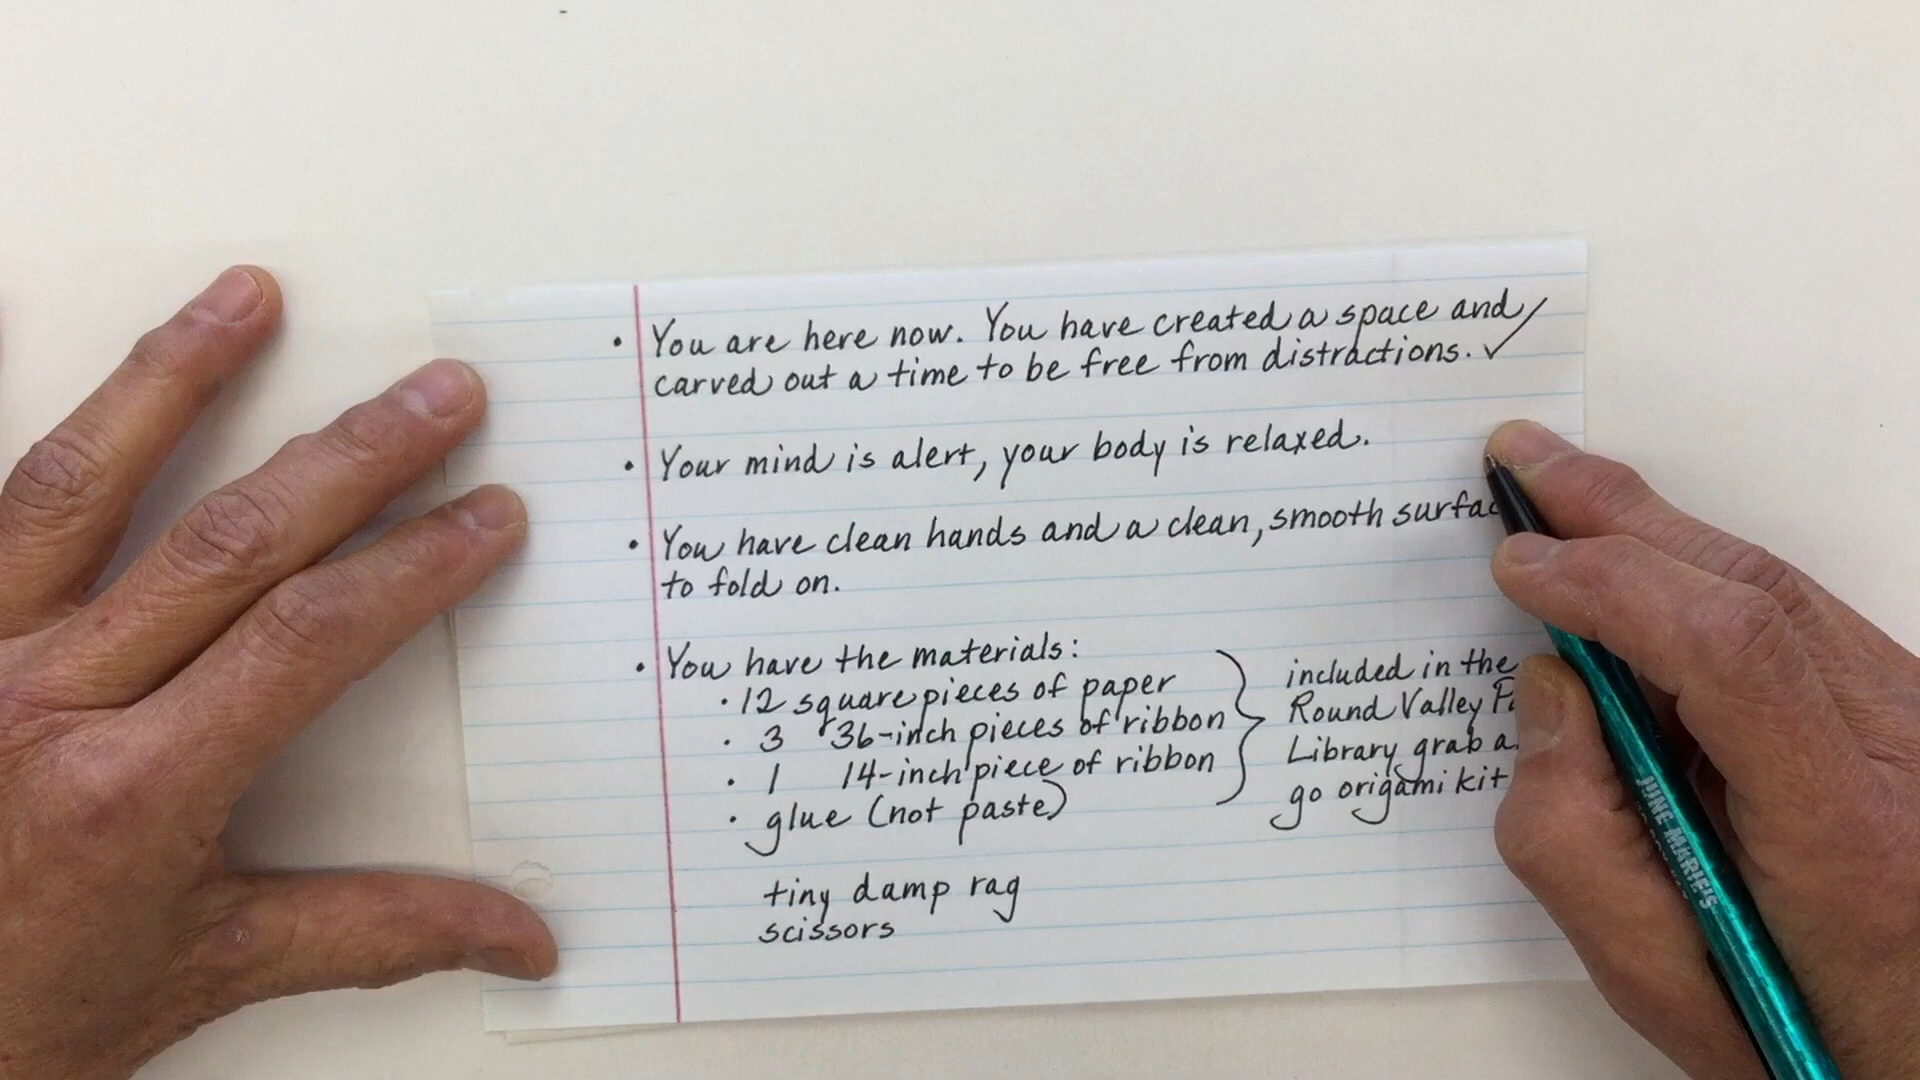 • You are here now. You have created a space and
carved out a time to be free from distractions. ✓
• Your mind is alert, your body is relaxed.
• You have clean hands and a clean, smooth
to fold on.
• You have the materials:
• 12 square pieces of paper
• 3 36-inch pieces of ribbon
• 1 14-inch piece of ribbon
• glue (not paste)
tiny damp rag
scissors
included in the
Round Valley
Library grab
go origami kit
JUNE MARIE'S